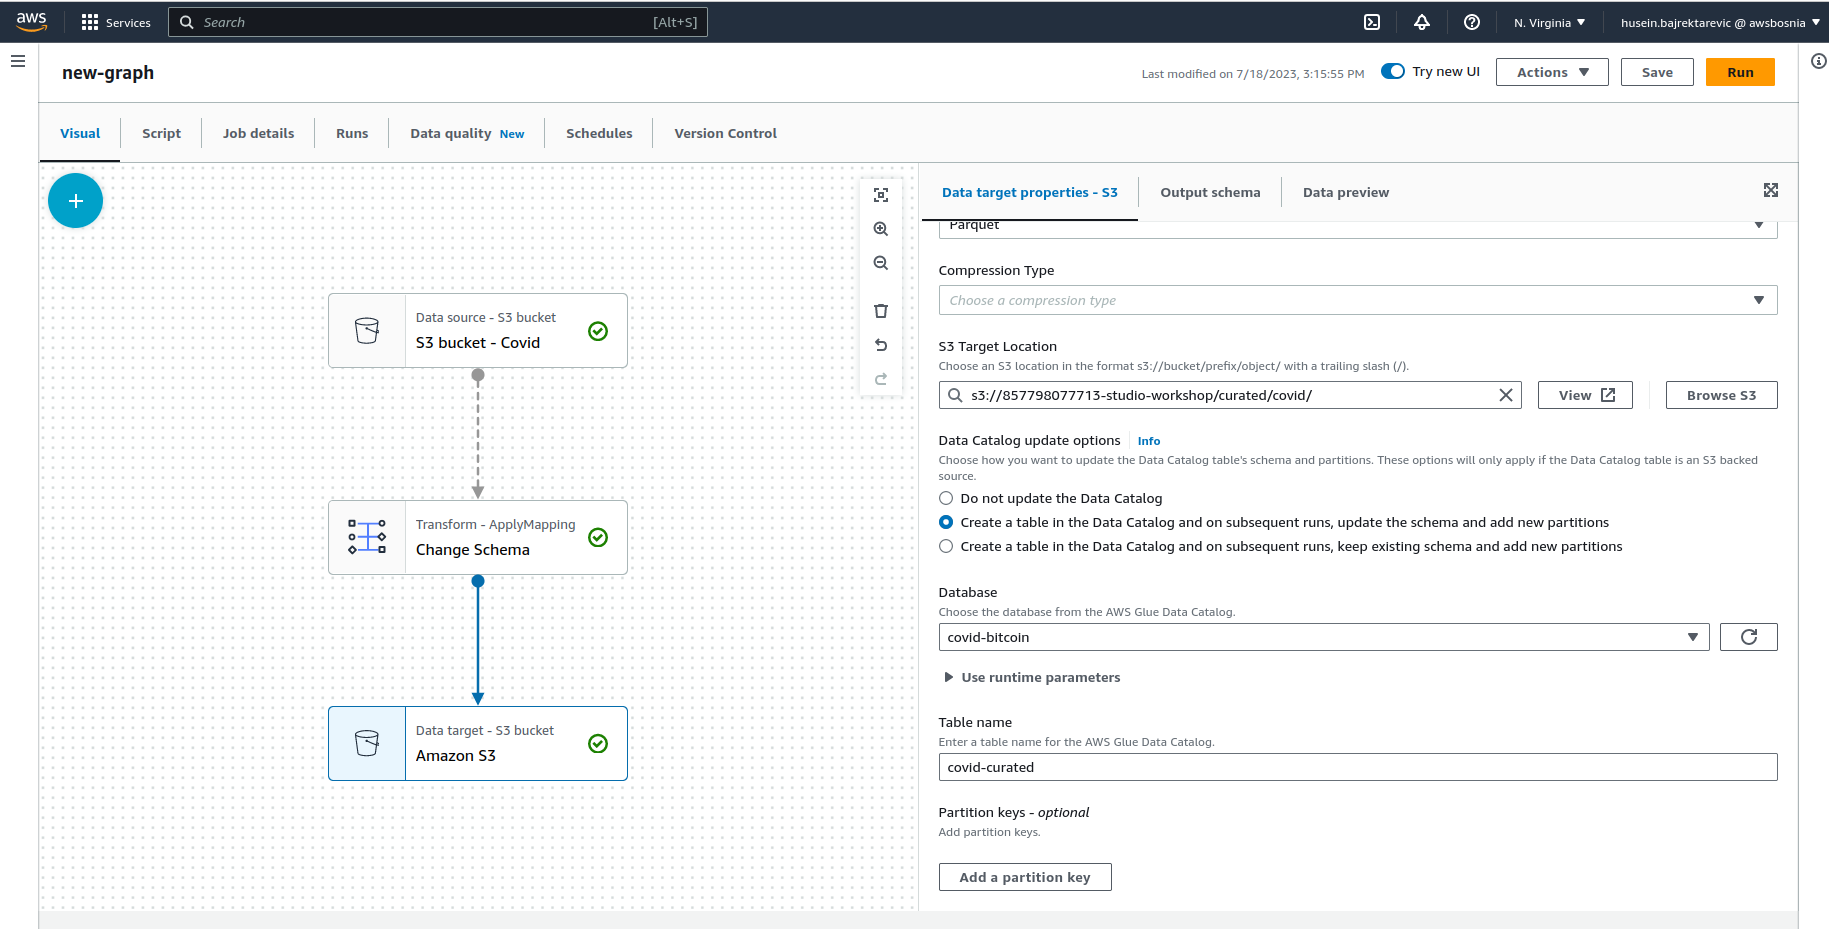 aws
Services
Search
[Alt+S]
N. Virginia
husein.bajrektarevic @ awsbosnia
new-graph
Last modified on 7/18/2023, 3:15:55 PM
Try new UI
Actions
Save
Run
Visual
Script
Job details
Runs
Data quality New
Schedules
Version Control
Data source - S3 bucket
S3 bucket - Covid
Transform - ApplyMapping
Change Schema
Data target - S3 bucket
Amazon S3
Data target properties - S3
Output schema
Data preview
Parquet
Compression Type
Choose a compression type
S3 Target Location
Choose an S3 location in the format s3://bucket/prefix/object/ with a trailing slash (/).
s3://857798077713-studio-workshop/curated/covid/
View
Browse S3
Data Catalog update options
Info
Choose how you want to update the Data Catalog table's schema and partitions. These options will only apply if the Data Catalog table is an S3 backed
source.
Do not update the Data Catalog
Create a table in the Data Catalog and on subsequent runs, update the schema and add new partitions
Create a table in the Data Catalog and on subsequent runs, keep existing schema and add new partitions
Database
Choose the database from the AWS Glue Data Catalog.
covid-bitcoin
Use runtime parameters
Table name
Enter a table name for the AWS Glue Data Catalog.
covid-curated
Partition keys - optional
Add partition keys.
Add a partition key